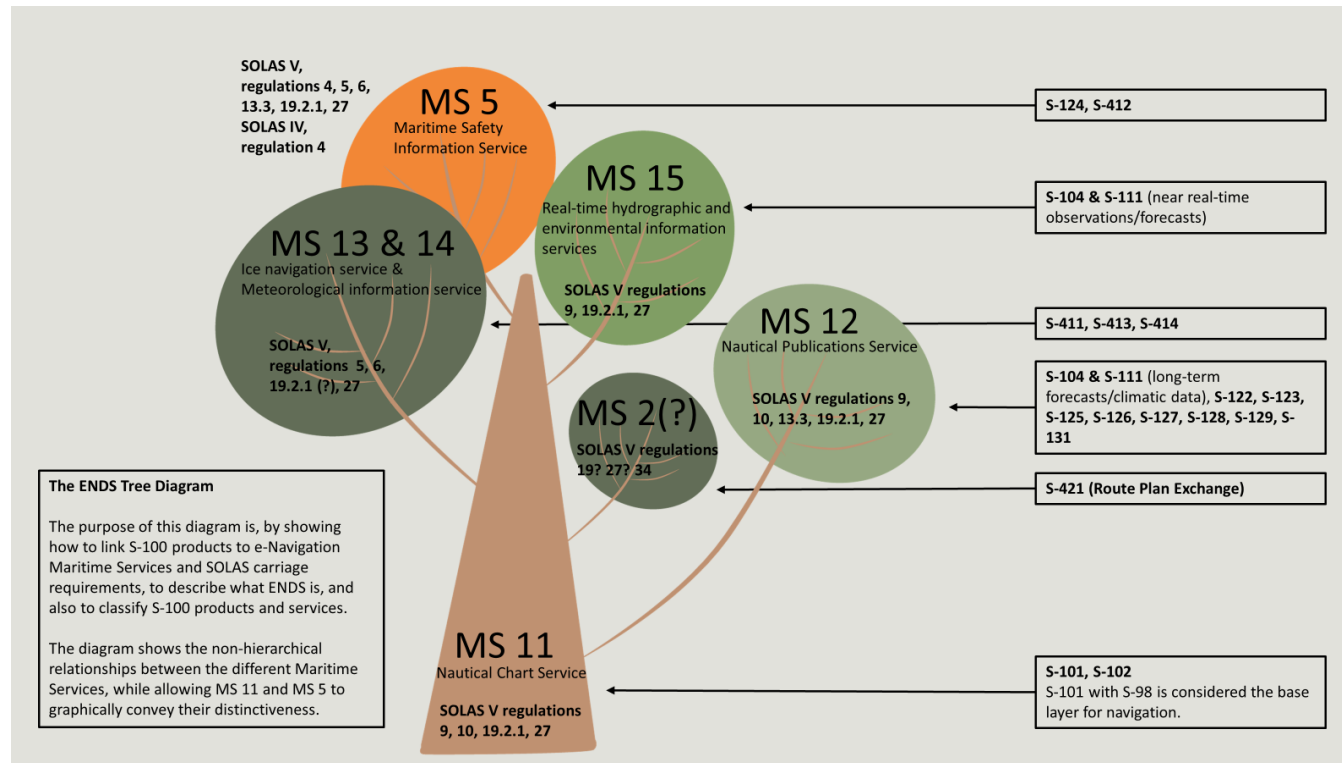 SOLAS V,
regulations 4, 5, 6,
13.3, 19.2.1, 27
SOLAS IV,
regulation 4
MS 5
Maritime Safety
Information Service
S-124, S-412
MS 15
Real-time hydrographic and
environmental information
services
SOLAS V regulations
9, 19.2.1, 27
S-104 & S-111 (near real-time
observations/forecasts)
MS 13 & 14
Ice navigation service &
Meteorological information service
SOLAS V,
regulations 5, 6,
19.2.1 (?), 27
S-411, S-413, S-414
MS 12
Nautical Publications Service
SOLAS V regulations 9,
10, 13.3, 19.2.1, 27
S-104 & S-111 (long-term
forecasts/climatic data), S-122, S-123,
S-125, S-126, S-127, S-128, S-129, S-
131
MS 2(?)
SOLAS V regulations
19? 27? 34
S-421 (Route Plan Exchange)
The ENDS Tree Diagram
The purpose of this diagram is, by showing
how to link S-100 products to e-Navigation
Maritime Services and SOLAS carriage
requirements, to describe what ENDS is, and
also to classify S-100 products and services.
The diagram shows the non-hierarchical
relationships between the different Maritime
Services, while allowing MS 11 and MS 5 to
graphically convey their distinctiveness.
MS 11
Nautical Chart Service
SOLAS V regulations
9, 10, 19.2.1, 27
S-101, S-102
S-101 with S-98 is considered the base
layer for navigation.